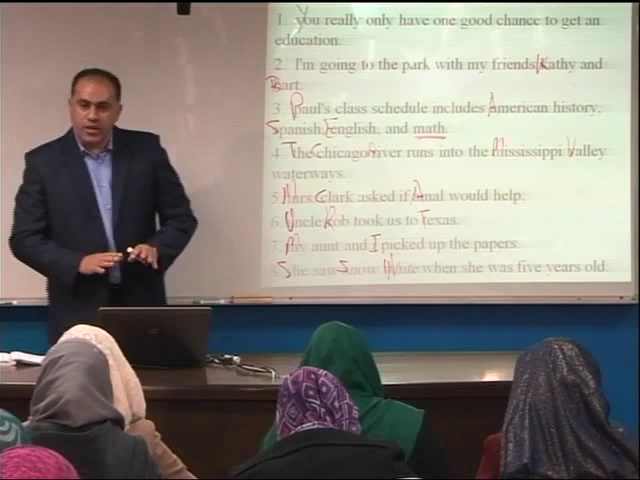 1. You really only have one good chance to get an
education.
2. I'm going to the park with my friends Kathy and
Bart.
3. Paul's class schedule includes American history,
Spanish, English, and math.
4. The Chicago River runs into the Mississippi Valley
waterways.
5. Mrs Clark asked if Amal would help.
6. Uncle Rob took us to Texas.
7. My aunt and I picked up the papers.
8. She saw Snow White when she was five years old.